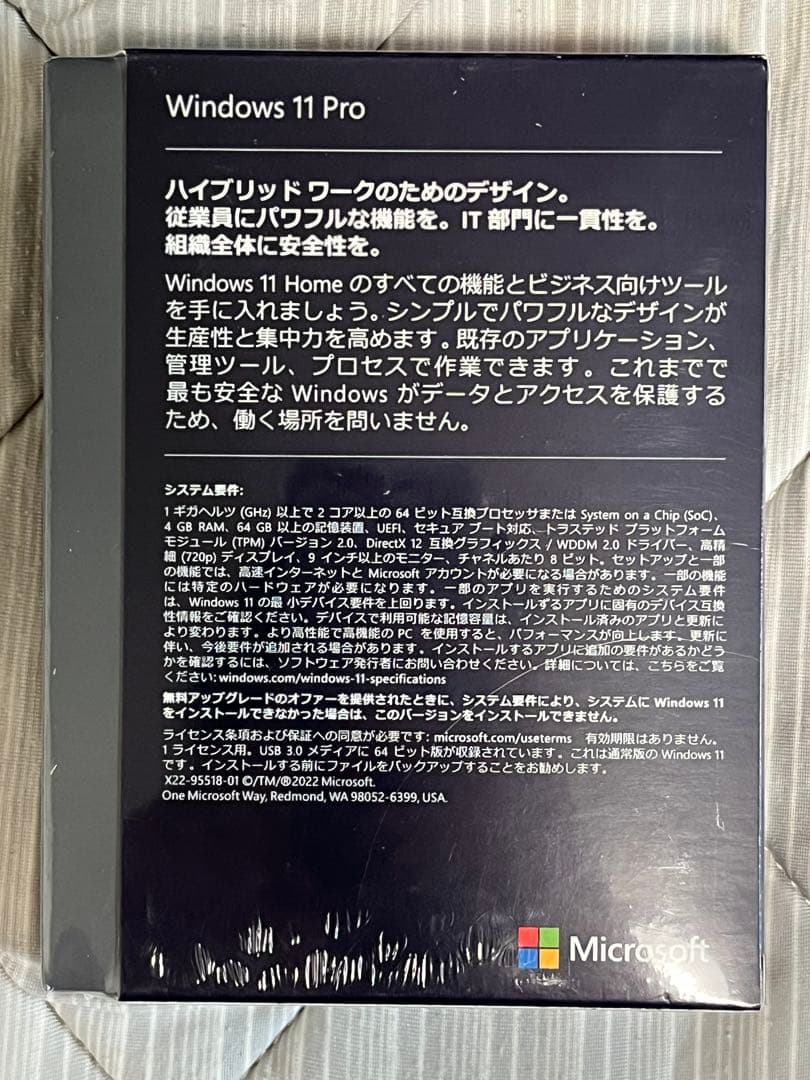 Windows 11 Pro
ハイブリッド ワークのためのデザイン。
従業員にパワフルな機能を。IT 部門に一貫性を。
組織全体に安全性を。
Windows 11 Home のすべての機能とビジネス向けツール
を手に入れましょう。シンプルでパワフルなデザインが
生産性と集中力を高めます。既存のアプリケーション、
管理ツール、プロセスで作業できます。これまでで
最も安全な Windows がデータとアクセスを保護する
ため、働く場所を問いません。
システム要件:
1 ギガヘルツ (GHz) 以上で 2 コア以上の 64 ビット互換プロセッサまたは System on a Chip (SoC)、
4 GB RAM、64 GB 以上の記憶装置、UEFI、セキュア ブート対応、トラステッド プラットフォーム
モジュール (TPM) バージョン 2.0、DirectX 12 互換グラフィックス / WDDM 2.0 ドライバー、高精
細 (720p) ディスプレイ、9 インチ以上のモニター、チャネルあたり 8 ビット。セットアップと一部
の機能では、高速インターネットと Microsoft アカウントが必要になる場合があります。一部の機能
には特定のハードウェアが必要になります。一部のアプリを実行するためのシステム要件
は、Windows 11 の最 小デバイス要件を上回ります。インストールずるアプリに固有のデバイス互換
性情報をご確認ください。デバイスで利用可能な記憶容量は、インストール済みのアプリと更新に
より変わります。より高性能で高機能の PC を使用すると、パフォーマンスが向上します。更新に
伴い、今後要件が追加される場合があります。インストールするアプリに追加の要件があるかどう
かを確認するには、ソフトウェア発行者にお問い合わせください。詳細については、こちらをご覧
ください: windows.com/windows-11-specifications
無料アップグレードのオファーを提供されたときに、システム要件により、システムに Windows 11
をインストールできなかった場合は、このバージョンをインストールできません。
ライセンス条項および保証への同意が必要です: microsoft.com/useterms 有効期限はありません。
1 ライセンス用。USB 3.0 メディアに 64 ビット版が収録されています。これは通常版の Windows 11
です。インストールする前にファイルをバックアップすることをお勧めします。
X22-95518-01 ©/TM/®2022 Microsoft.
One Microsoft Way, Redmond, WA 98052-6399, USA.
Microsoft